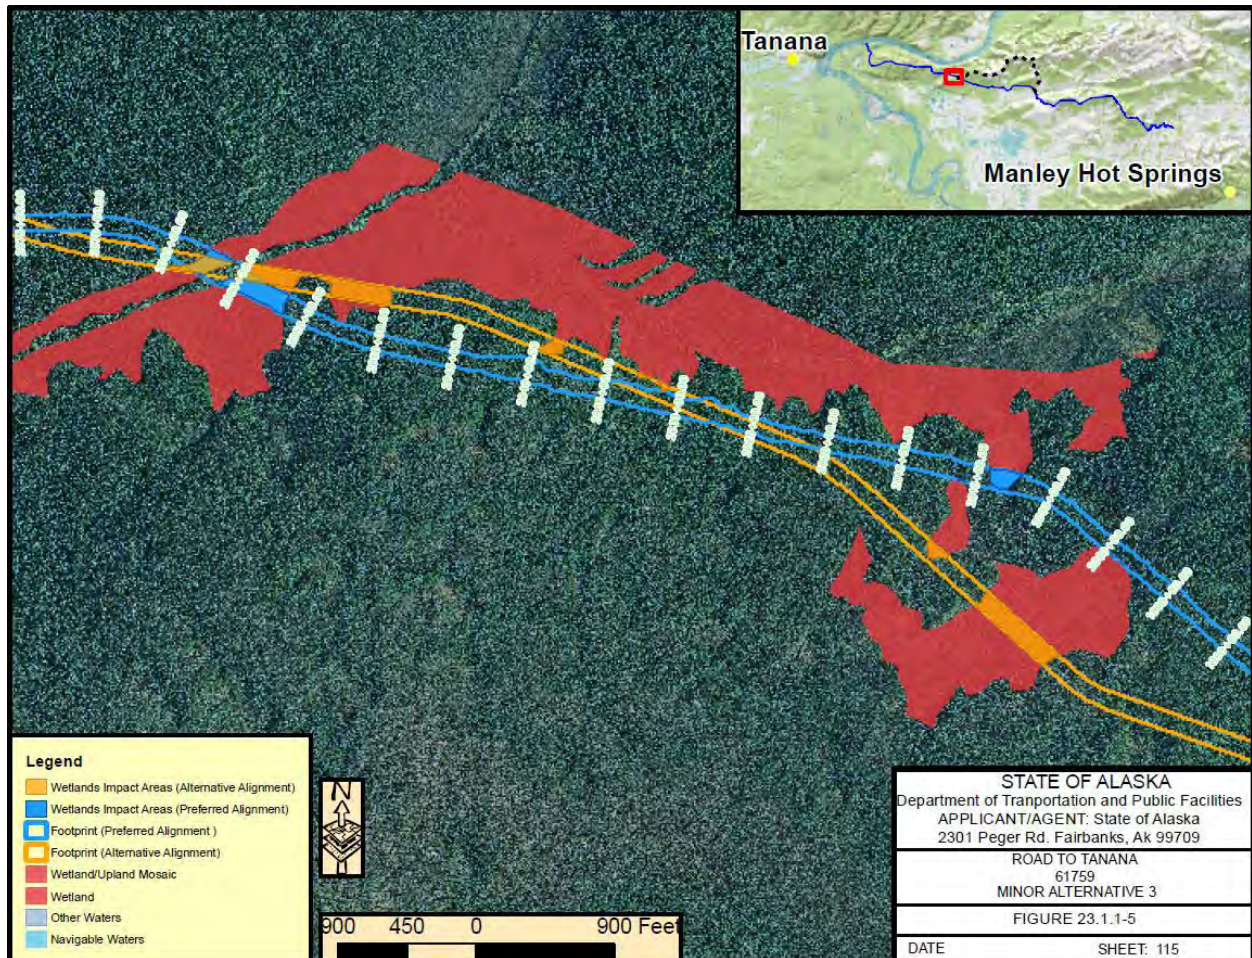 Tanana
Manley Hot Springs
Legend
Wetlands Impact Areas (Alternative Alignment)
Wetlands Impact Areas (Preferred Alignment)
Footprint (Preferred Alignment )
Footprint (Alternative Alignment)
Wetland/Upland Mosaic
Wetland
Other Waters
Navigable Waters
N
900 450 0 900 Feet
STATE OF ALASKA
Department of Tranportation and Public Facilities
APPLICANT/AGENT: State of Alaska
2301 Peger Rd. Fairbanks, Ak 99709
ROAD TO TANANA
61759
MINOR ALTERNATIVE 3
FIGURE 23.1.1-5
DATE SHEET: 115